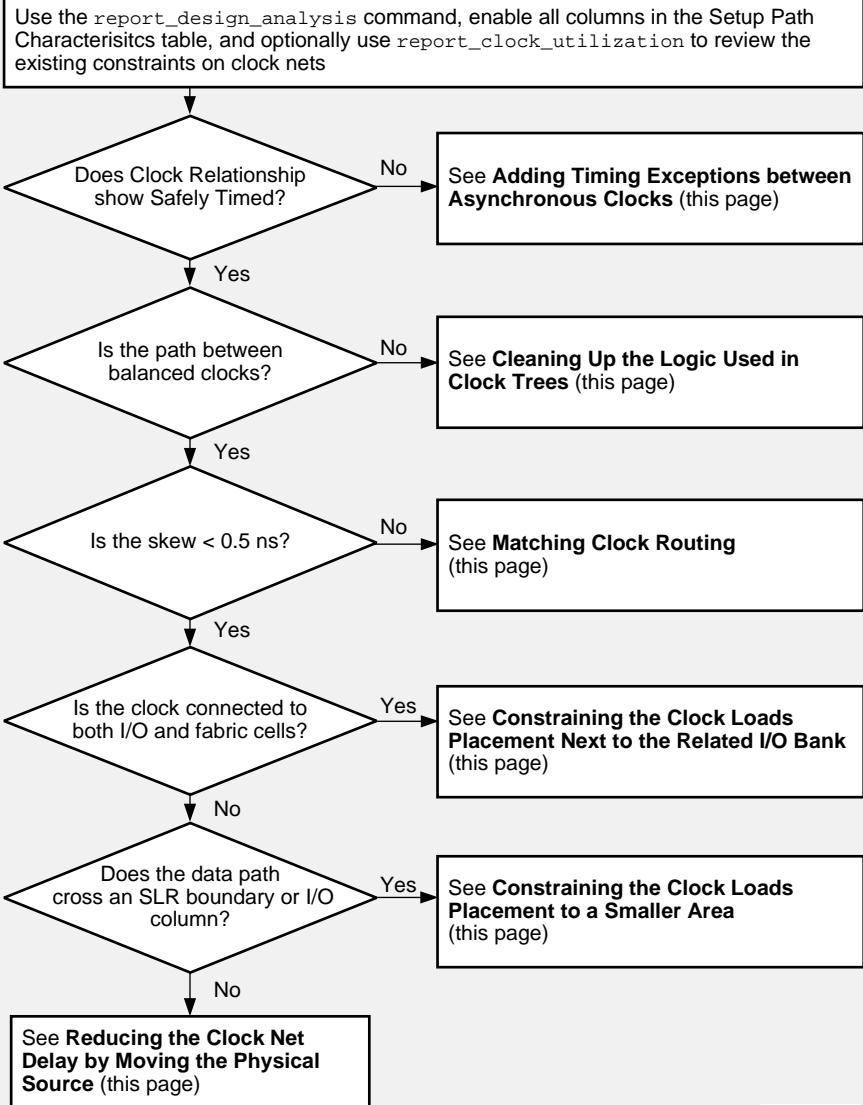 Use the report_design_analysis command, enable all columns in the Setup Path
Characterisitcs table, and optionally use report_clock_utilization to review the
existing constraints on clock nets
Does Clock Relationship
show Safely Timed?
No
See Adding Timing Exceptions between
Asynchronous Clocks (this page)
Yes
Is the path between
balanced clocks?
No
See Cleaning Up the Logic Used in
Clock Trees (this page)
Yes
Is the skew < 0.5 ns?
No
See Matching Clock Routing
(this page)
Yes
Is the clock connected to
both I/O and fabric cells?
Yes
See Constraining the Clock Loads
Placement Next to the Related I/O Bank
(this page)
No
Does the data path
cross an SLR boundary or I/O
column?
Yes
See Constraining the Clock Loads
Placement to a Smaller Area
(this page)
No
See Reducing the Clock Net
Delay by Moving the Physical
Source (this page)